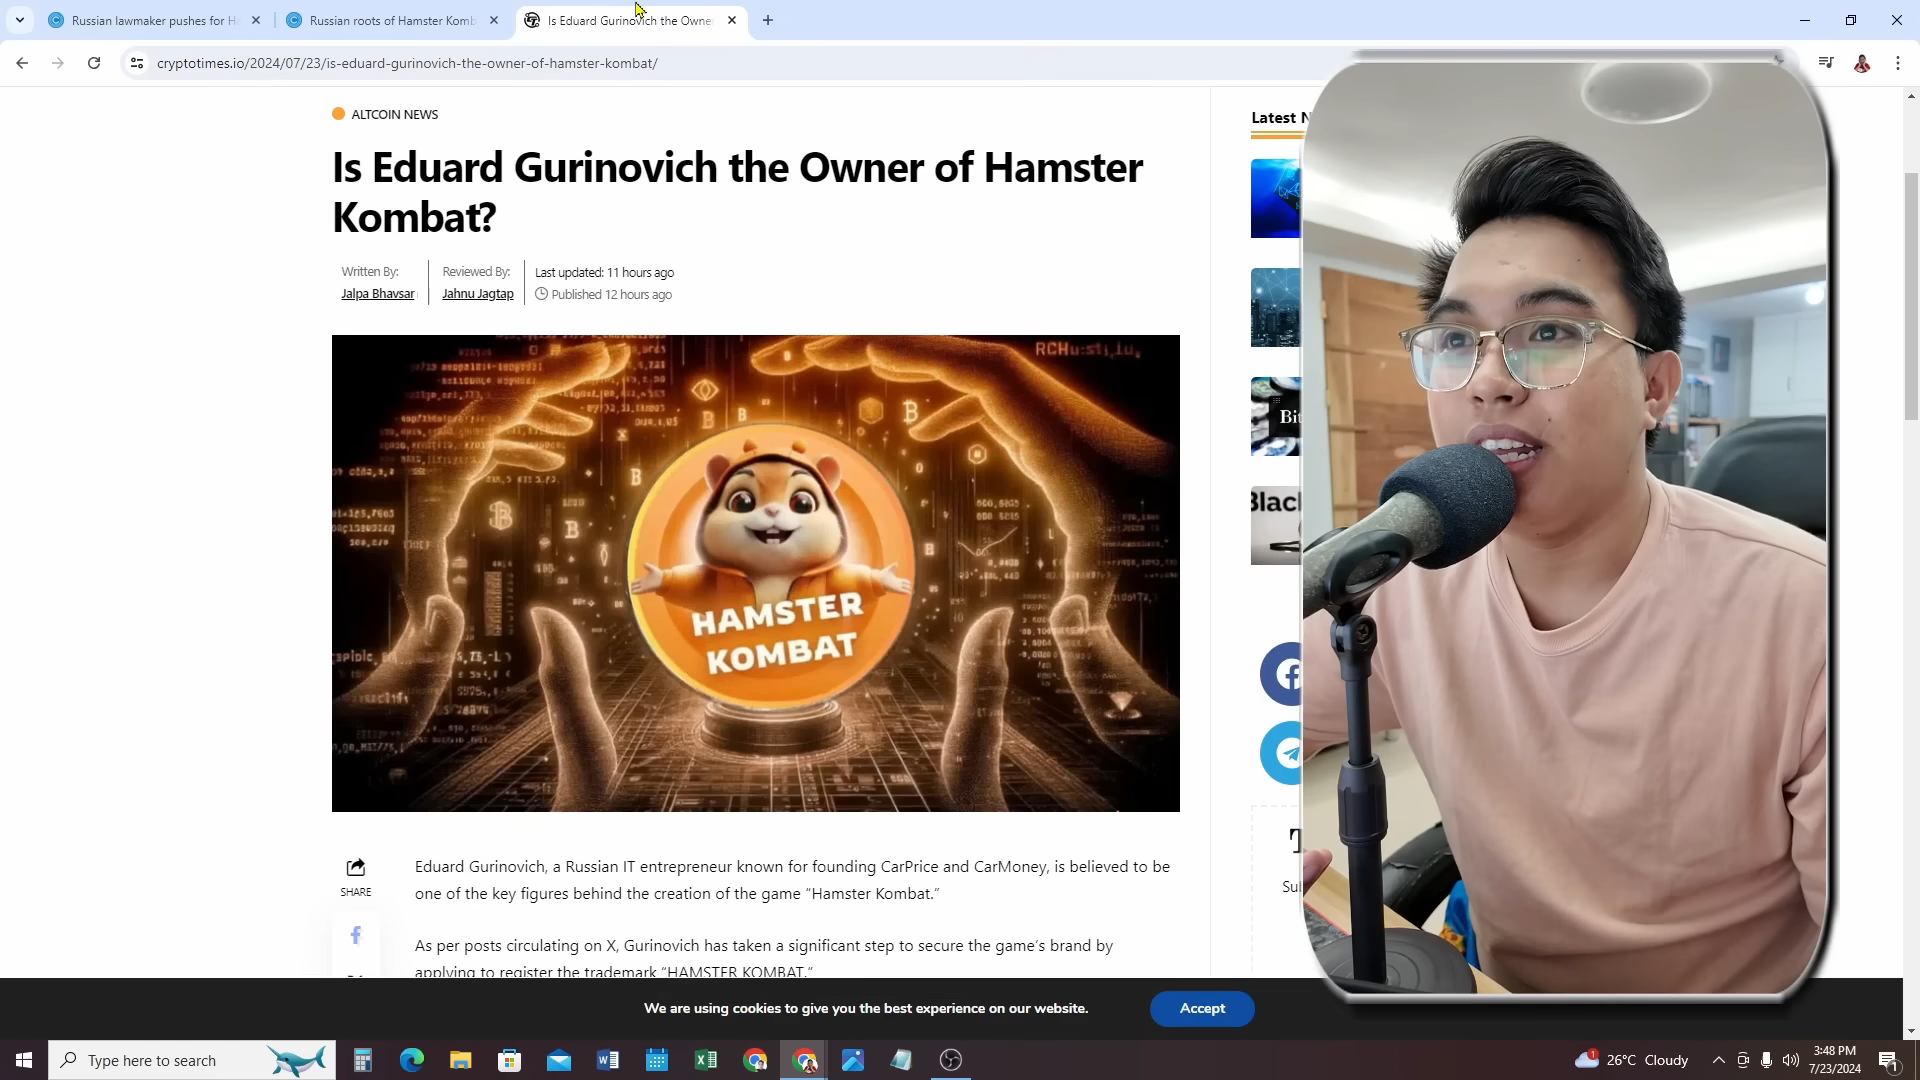 Russian lawmaker pushes for Ha
Russian roots of Hamster Komb
Is Eduard Gurinovich the Owner
cryptotimes.io/2024/07/23/is-eduard-gurinovich-the-owner-of-hamster-kombat/
ALTCOIN NEWS
Is Eduard Gurinovich the Owner of Hamster
Kombat?
Written By:
Jalpa Bhavsar
Reviewed By:
Jahnu Jagtap
Last updated: 11 hours ago
Published 12 hours ago
HAMSTER
KOMBAT
SHARE
Eduard Gurinovich, a Russian IT entrepreneur known for founding CarPrice and CarMoney, is believed to be
one of the key figures behind the creation of the game “Hamster Kombat.”
As per posts circulating on X, Gurinovich has taken a significant step to secure the game’s brand by
applying to register the trademark “HAMSTER KOMBAT.”
Latest N
Bit
Black
Su
We are using cookies to give you the best experience on our website.
Accept
Type here to search
26°C Cloudy
3:48 PM
7/23/2024